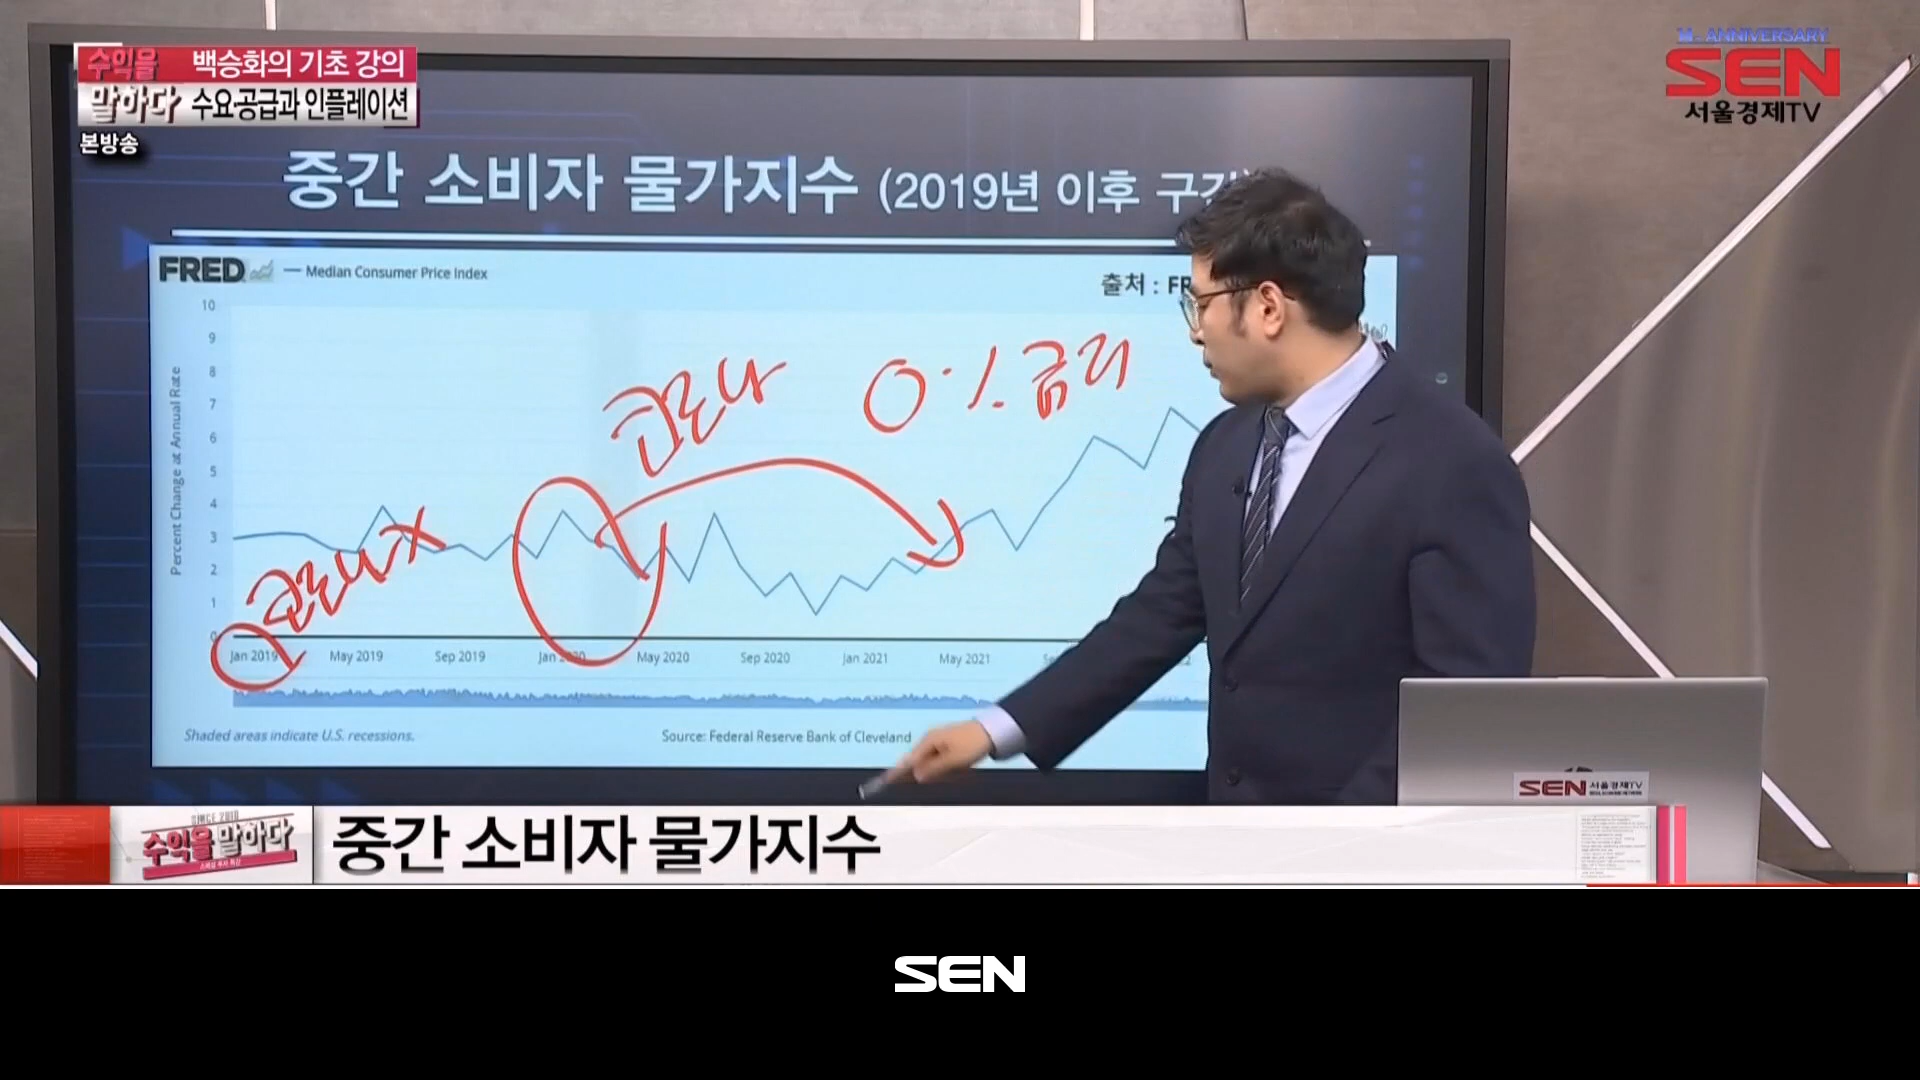 수익을 백승화의 기초 강의
말하다 수요·공급과 인플레이션
본방송
ANNIVERSARY
SEN
서울경제TV
중간 소비자 물가지수 (2019년 이후
FRED — Median Consumer Price Index
출처 :
10
9
8
7
6
5
4
3
2
1
0
Percent Change at Annual Rate
코로나 0% 금리
코로나 X
Jan 2019 May 2019 Sep 2019 Jan 2020 May 2020 Sep 2020 Jan 2021 May 2021
Shaded areas indicate U.S. recessions.
Source: Federal Reserve Bank of Cleveland
SEN 서울경제TV
수익을 말하다
중간 소비자 물가지수
SEN